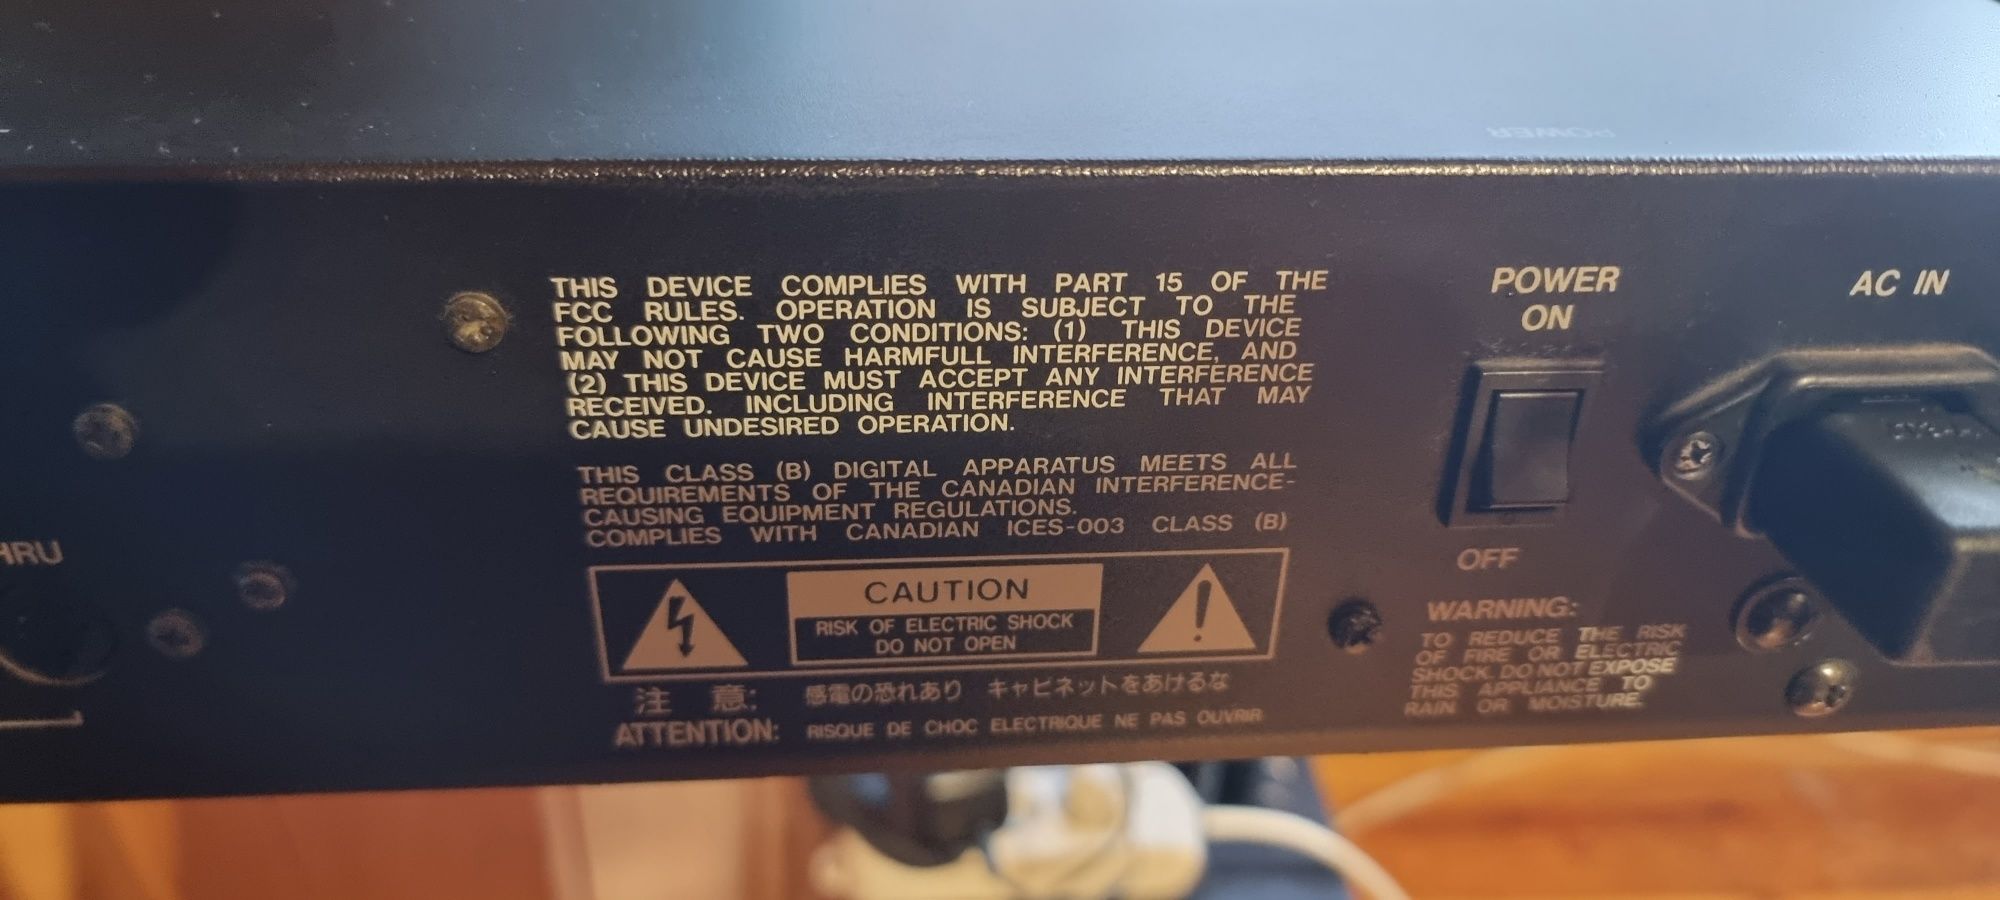 POWER
THIS DEVICE COMPLIES WITH PART 15 OF THE
FCC RULES. OPERATION IS SUBJECT TO THE
FOLLOWING TWO CONDITIONS: (1) THIS DEVICE
MAY NOT CAUSE HARMFULL INTERFERENCE, AND
(2) THIS DEVICE MUST ACCEPT ANY INTERFERENCE
RECEIVED. INCLUDING INTERFERENCE THAT MAY
CAUSE UNDESIRED OPERATION.
THIS CLASS (B) DIGITAL APPARATUS MEETS ALL
REQUIREMENTS OF THE CANADIAN INTERFERENCE-
CAUSING EQUIPMENT REGULATIONS.
COMPLIES WITH CANADIAN ICES-003 CLASS (B)
CAUTION
RISK OF ELECTRIC SHOCK
DO NOT OPEN
注 意: 感電の恐れあり キャビネットをあけるな
ATTENTION: RISQUE DE CHOC ELECTRIQUE NE PAS OUVRIR
POWER
ON
OFF
AC IN
WARNING:
TO REDUCE THE RISK
OF FIRE OR ELECTRIC
SHOCK. DO NOT EXPOSE
THIS APPLIANCE TO
RAIN OR MOISTURE.
HRU